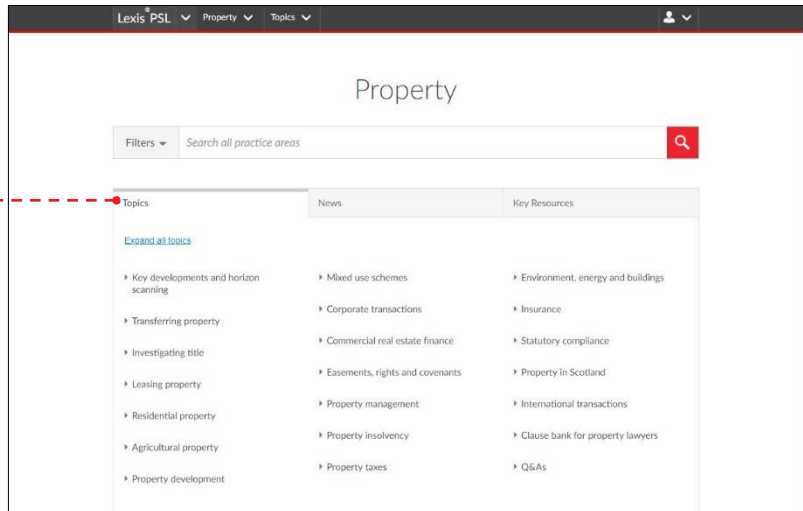 Lexis®PSL Property Topics
Property
Filters Search all practice areas
Topics News Key Resources
Expand all topics
Key developments and horizon
scanning
Transferring property
Investigating title
Leasing property
Residential property
Agricultural property
Property development
Mixed use schemes
Corporate transactions
Commercial real estate finance
Easements, rights and covenants
Property management
Property insolvency
Property taxes
Environment, energy and buildings
Insurance
Statutory compliance
Property in Scotland
International transactions
Clause bank for property lawyers
Q&As